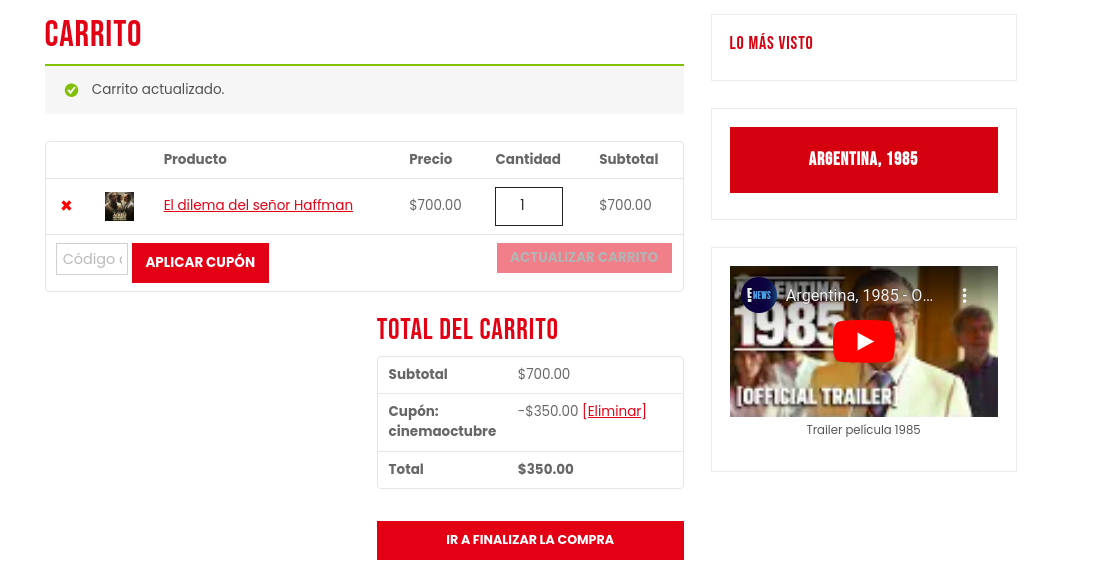 CARRITO
Carrito actualizado.
Producto Precio Cantidad Subtotal
✖ El dilema del señor Haffman $700.00 1 $700.00
Código APLICAR CUPÓN ACTUALIZAR CARRITO
TOTAL DEL CARRITO
Subtotal $700.00
Cupón: -$350.00 [Eliminar]
cinemaoctubre
Total $350.00
IR A FINALIZAR LA COMPRA
LO MÁS VISTO
ARGENTINA, 1985
E NEWS Argentina, 1985 - O...
1985
[OFFICIAL TRAILER]
Trailer película 1985